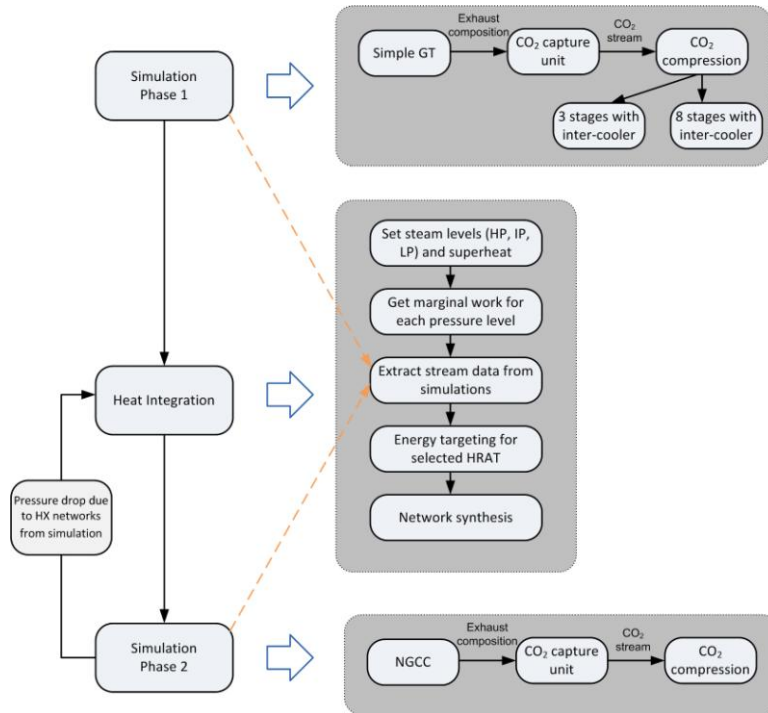 Simulation
Phase 1
Simple GT
Exhaust
composition
CO₂ capture
unit
CO₂
stream
CO₂
compression
3 stages with
inter-cooler
8 stages with
inter-cooler
Set steam levels (HP, IP,
LP) and superheat
Get marginal work for
each pressure level
Extract stream data from
simulations
Energy targeting for
selected HRAT
Network synthesis
Heat Integration
Pressure drop due
to HX networks
from simulation
Simulation
Phase 2
NGCC
Exhaust
composition
CO₂ capture
unit
CO₂
stream
CO₂
compression